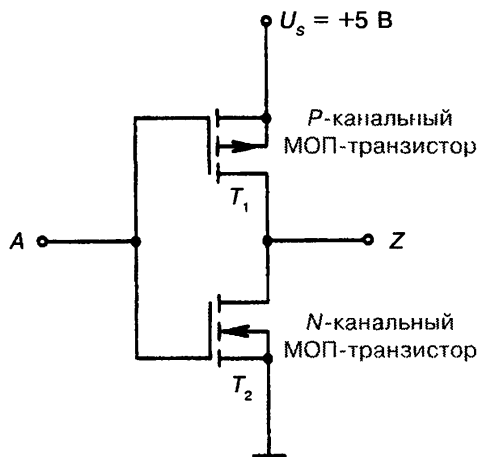 U_s = +5 В
P-канальный
МОП-транзистор
T_1
A
Z
N-канальный
МОП-транзистор
T_2